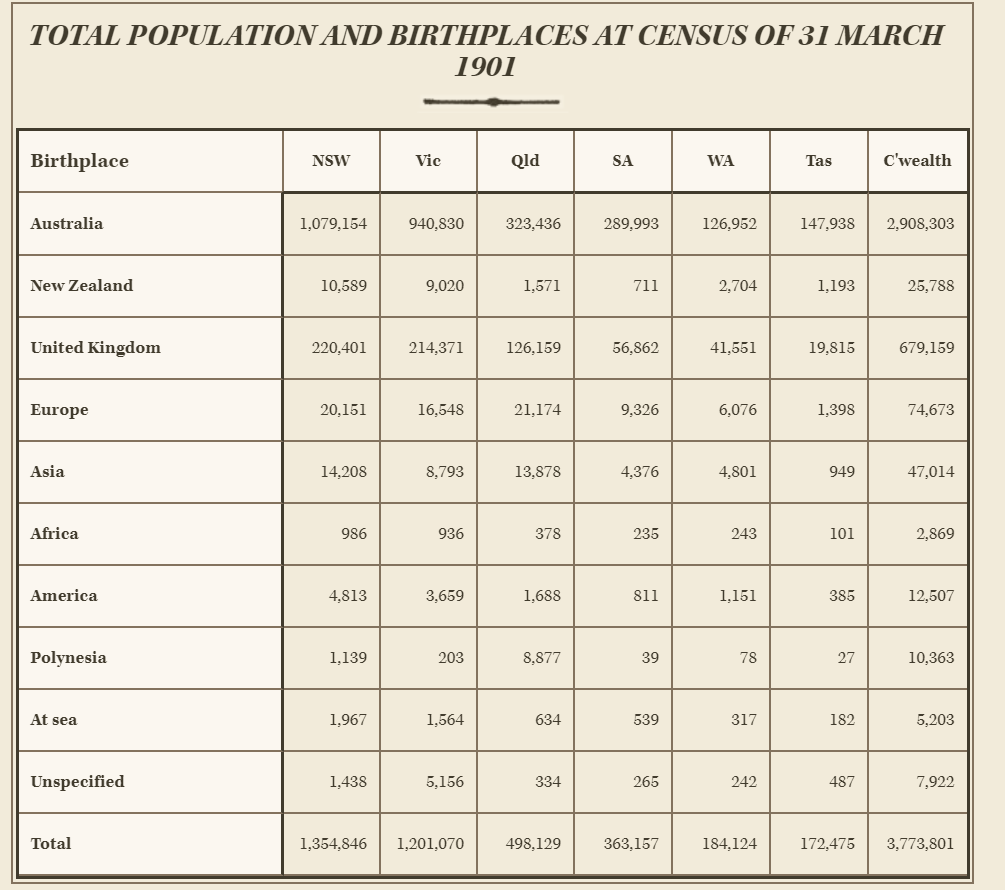 TOTAL POPULATION AND BIRTHPLACES AT CENSUS OF 31 MARCH
1901
Birthplace NSW Vic Qld SA WA Tas C'wealth
Australia 1,079,154 940,830 323,436 289,993 126,952 147,938 2,908,303
New Zealand 10,589 9,020 1,571 711 2,704 1,193 25,788
United Kingdom 220,401 214,371 126,159 56,862 41,551 19,815 679,159
Europe 20,151 16,548 21,174 9,326 6,076 1,398 74,673
Asia 14,208 8,793 13,878 4,376 4,801 949 47,014
Africa 986 936 378 235 243 101 2,869
America 4,813 3,659 1,688 811 1,151 385 12,507
Polynesia 1,139 203 8,877 39 78 27 10,363
At sea 1,967 1,564 634 539 317 182 5,203
Unspecified 1,438 5,156 334 265 242 487 7,922
Total 1,354,846 1,201,070 498,129 363,157 184,124 172,475 3,773,801